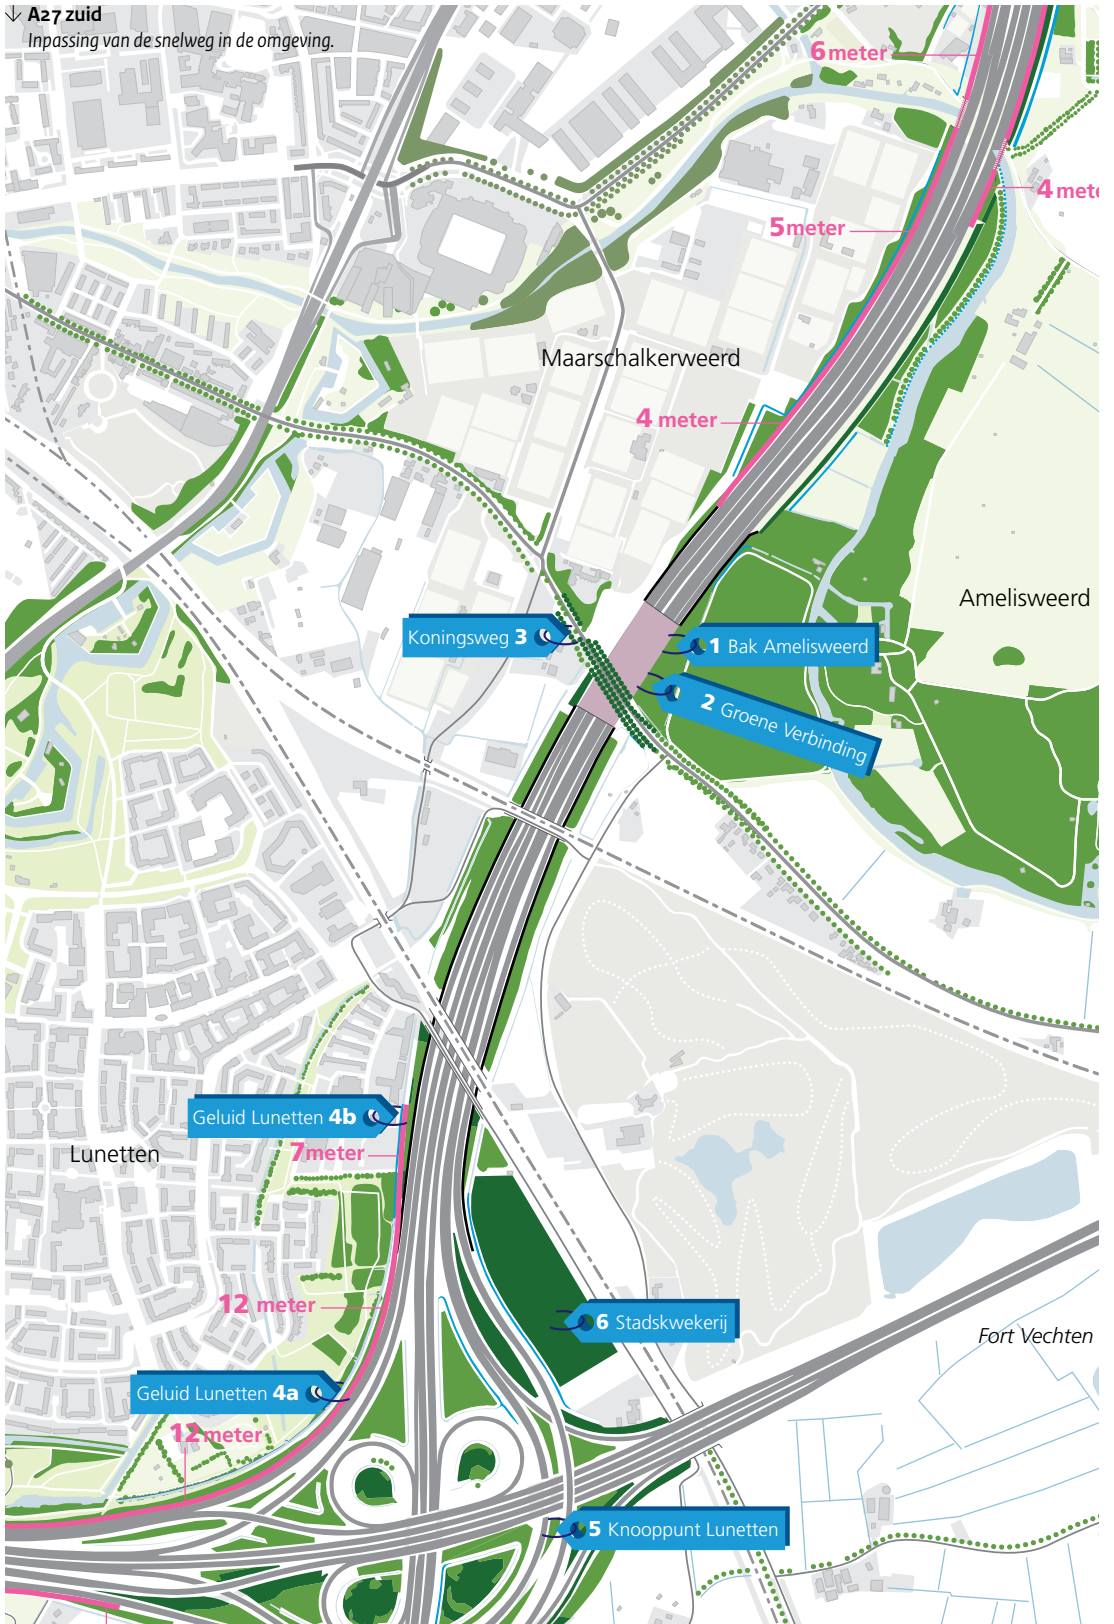 A27 zuid
Inpassing van de snelweg in de omgeving.
6 meter
4 mete
5 meter
Maarschalkerweerd
4 meter
Amelisweerd
Koningsweg 3
1 Bak Amelisweerd
2 Groene Verbinding
Geluid Lunetten 4b
7 meter
Lunetten
12 meter
6 Stadskwekerij
Fort Vechten
Geluid Lunetten 4a
12 meter
5 Knooppunt Lunetten